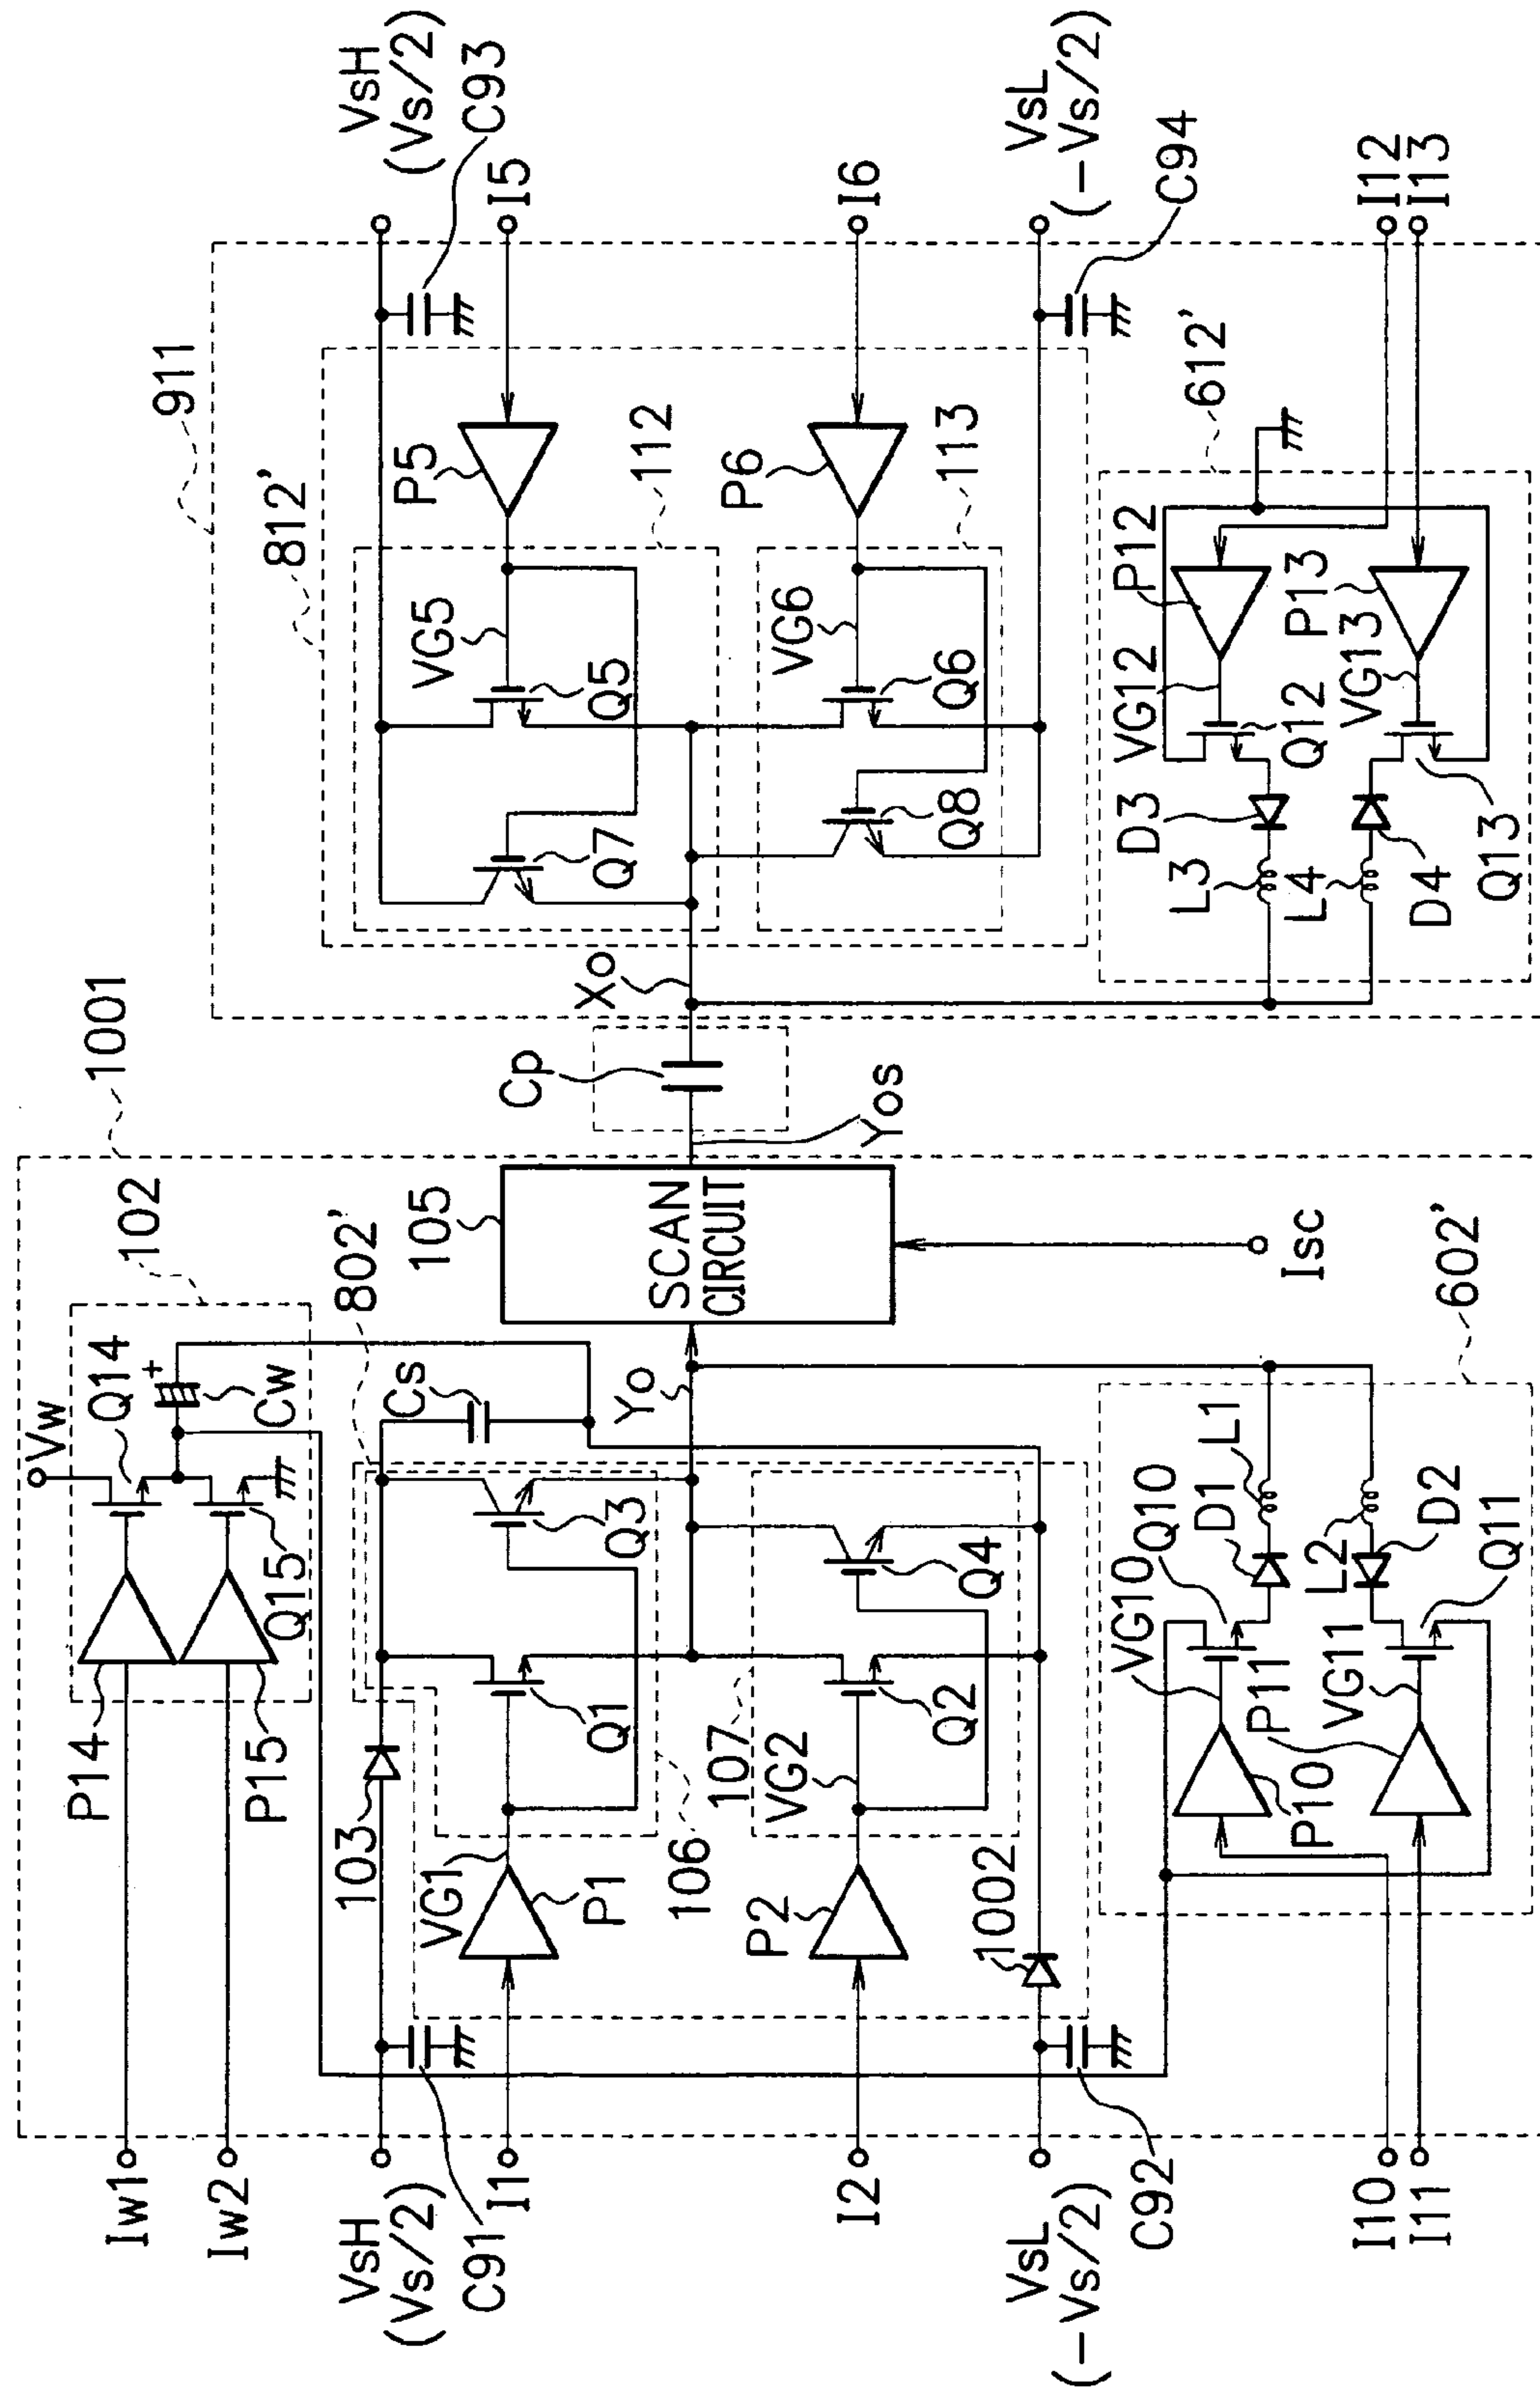 1001
911
Vw
102
Iw1
P14
Q14
+
Cw
Iw2
P15
Q15
802'
812'
VsH
(Vs/2)
C91
103
Cs
105
SCAN
CIRCUIT
Isc
Yo
Yos
Cp
Xo
I1
VG1
P1
106
Q1
Q3
I2
P2
107
VG2
Q2
Q4
VsL
(-Vs/2)
C92
1002
VsH
(Vs/2)
C93
I5
P5
112
VG5
Q5
Q7
I6
P6
113
VG6
Q6
Q8
VsL
(-Vs/2)
C94
602'
I10
I11
P10
P11
VG10
VG11
Q10
Q11
D1
L1
L2
D2
612'
I12
I13
P12
P13
VG12
VG13
Q12
Q13
D3
L3
L4
D4